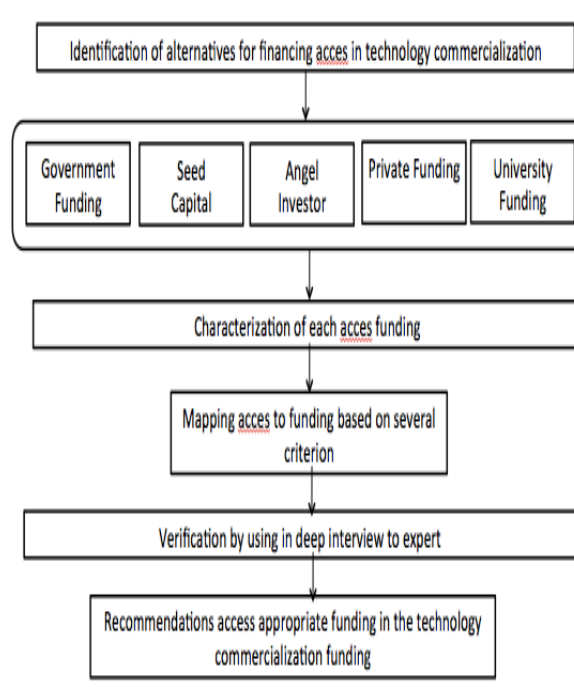 Identification of alternatives for financing acces in technology commercialization
Government
Funding
Seed
Capital
Angel
Investor
Private Funding
University
Funding
Characterization of each acces funding
Mapping acces to funding based on several
criterion
Verification by using in deep interview to expert
Recommendations access appropriate funding in the technology
commercialization funding